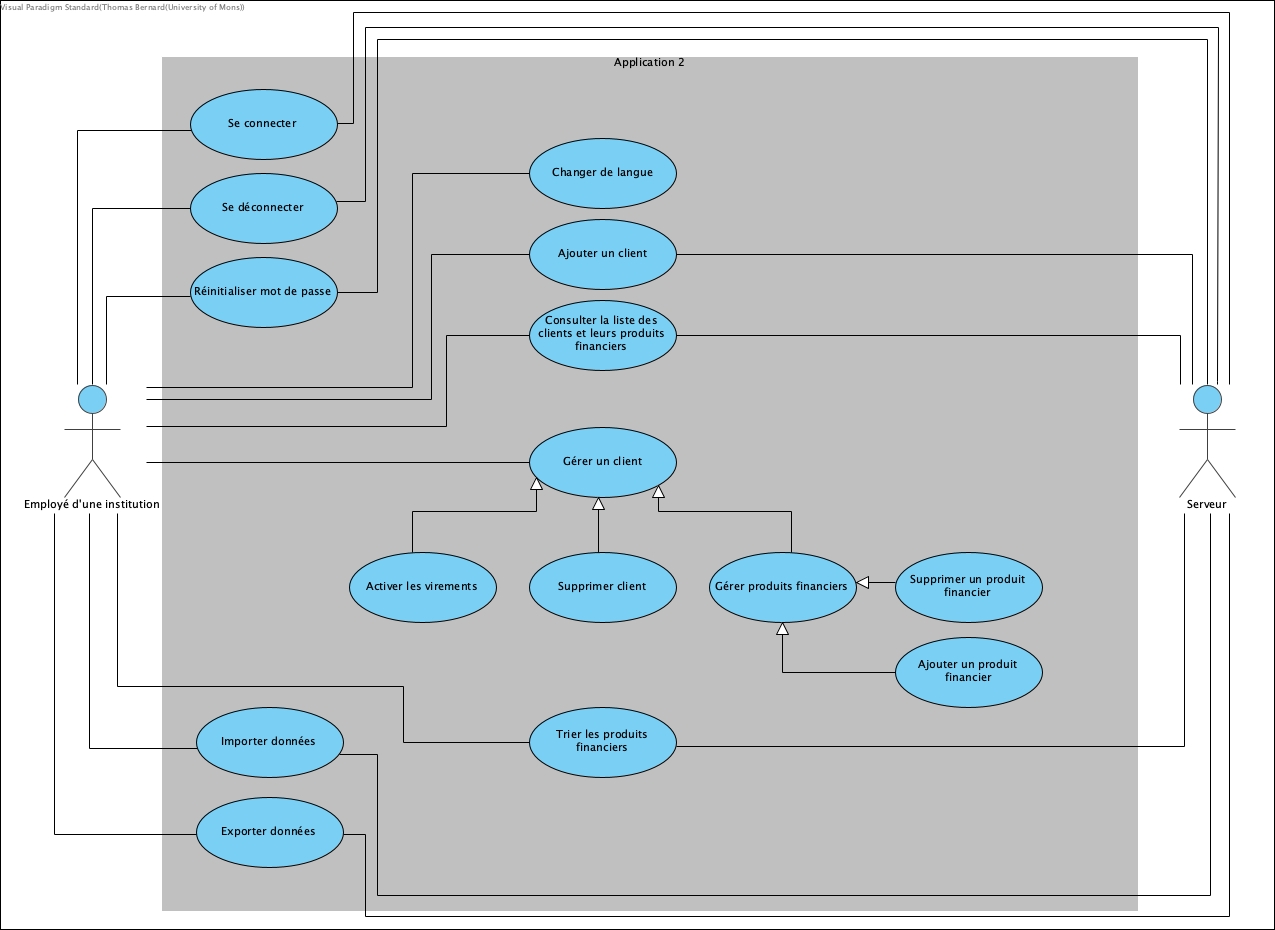 Visual Paradigm Standard(Thomas Bernard(University of Mons))
Application 2
Se connecter
Changer de langue
Se déconnecter
Ajouter un client
Réinitialiser mot de passe
Consulter la liste des
clients et leurs produits
financiers
Gérer un client
Employé d'une institution
Serveur
Activer les virements
Supprimer client
Gérer produits financiers
Supprimer un produit
financier
Ajouter un produit
financier
Importer données
Trier les produits
financiers
Exporter données